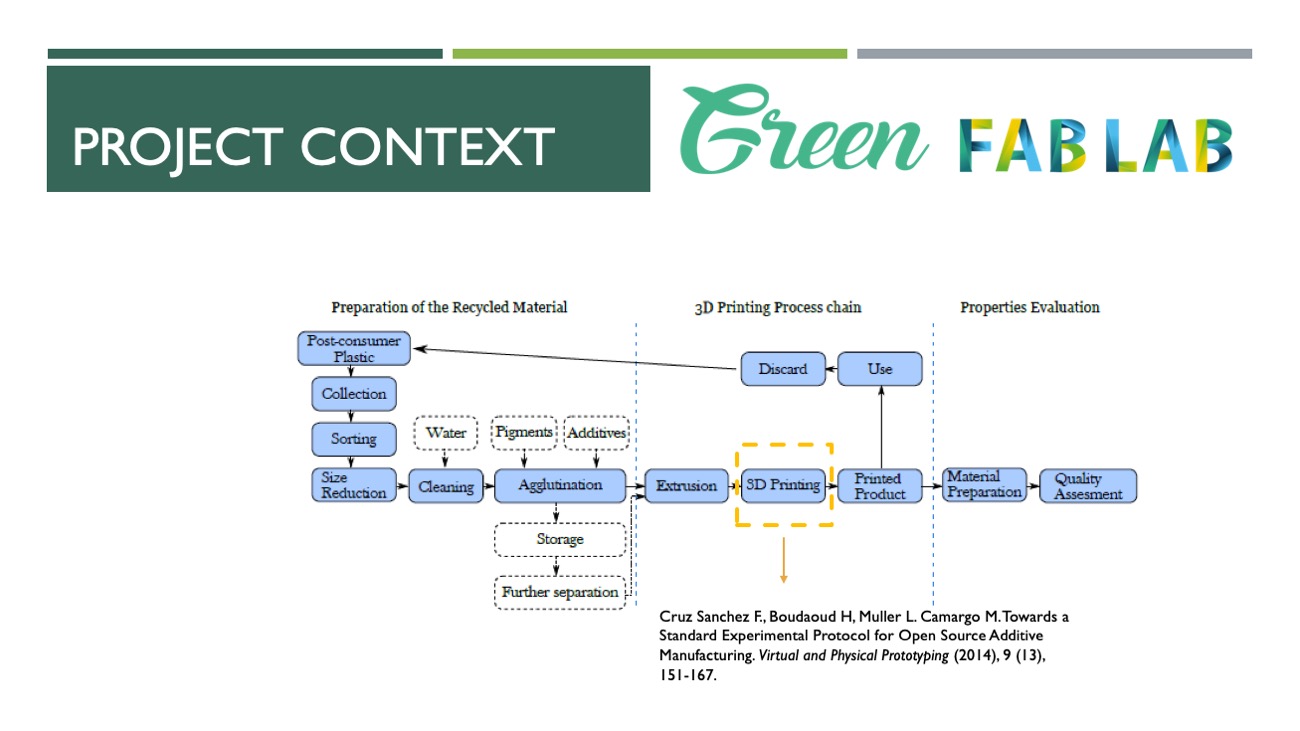 PROJECT CONTEXT
Green FAB LAB
Preparation of the Recycled Material
3D Printing Process chain
Properties Evaluation
Post-consumer
Plastic
Discard
Use
Collection
Sorting
Water
Pigments
Additives
Size
Reduction
Cleaning
Agglutination
Extrusion
3D Printing
Printed
Product
Material
Preparation
Quality
Assesment
Storage
Further separation
Cruz Sanchez F., Boudaoud H, Muller L. Camargo M. Towards a
Standard Experimental Protocol for Open Source Additive
Manufacturing. Virtual and Physical Prototyping (2014), 9 (13),
151-167.